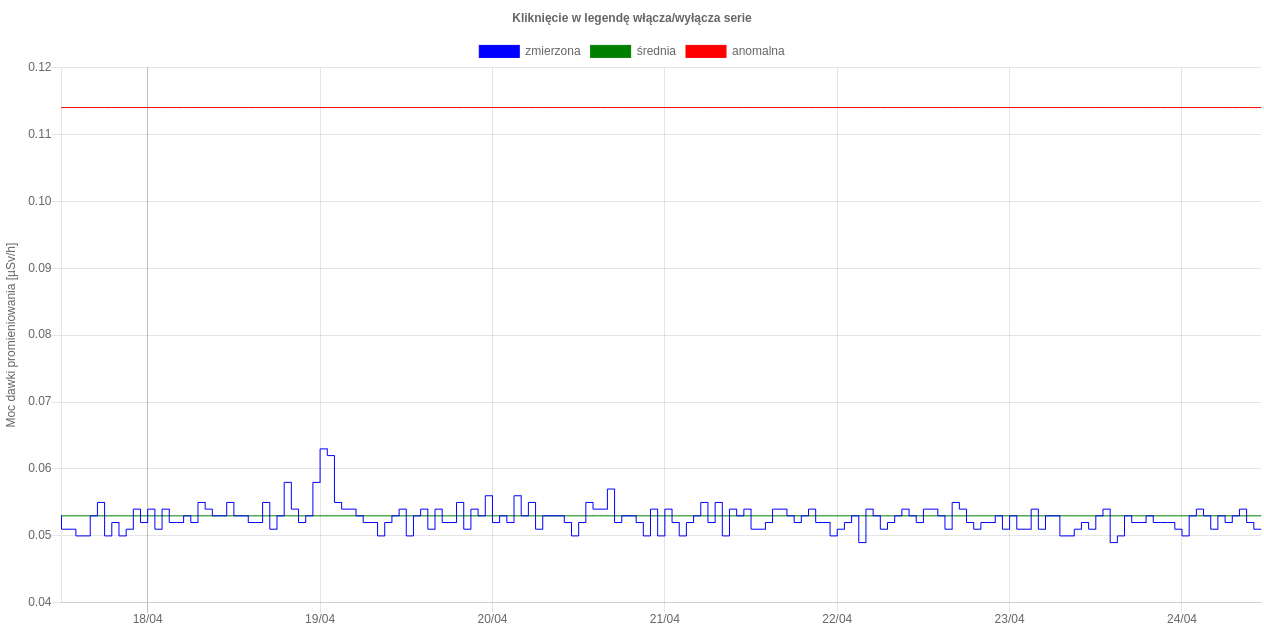 Kliknięcie w legendę włącza/wyłącza serie
zmierzona średnia anomalna
Moc dawki promieniowania [µSv/h]
0.12
0.11
0.10
0.09
0.08
0.07
0.06
0.05
0.04
18/04 19/04 20/04 21/04 22/04 23/04 24/04